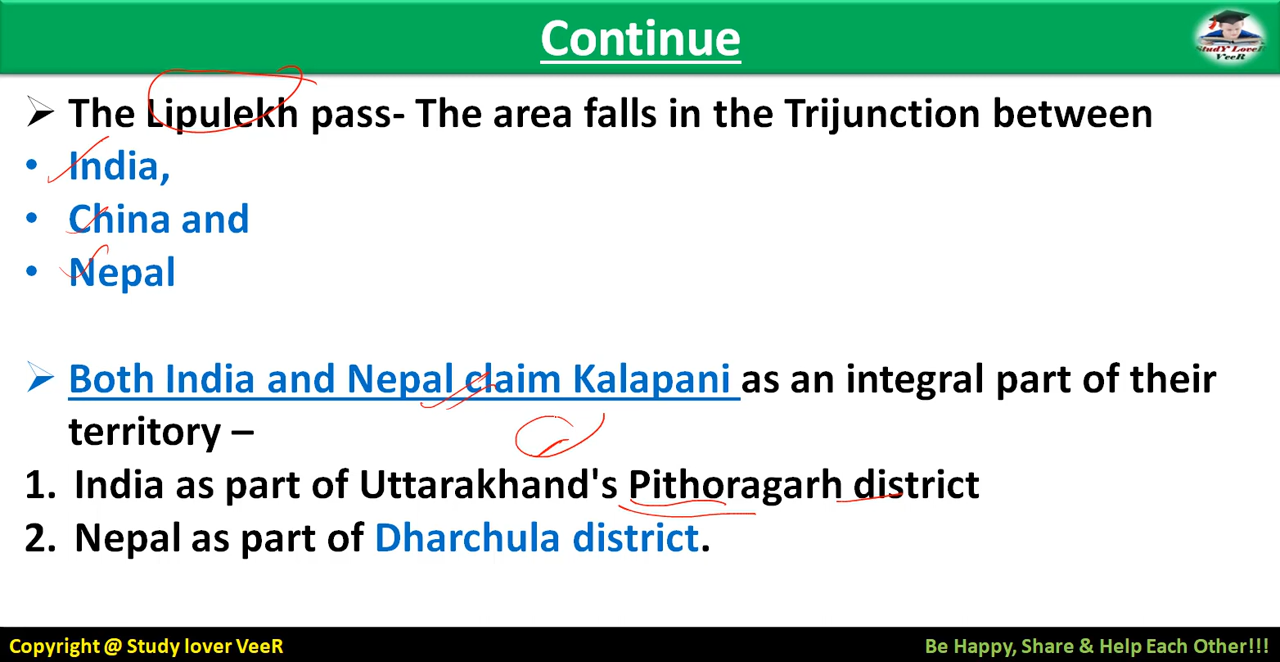 Continue
StudY LoveR
VeeR
➤ The Lipulekh pass- The area falls in the Trijunction between
• India,
• China and
• Nepal
➤ Both India and Nepal claim Kalapani as an integral part of their
territory –
1. India as part of Uttarakhand's Pithoragarh district
2. Nepal as part of Dharchula district.
Copyright @ Study lover VeeR
Be Happy, Share & Help Each Other!!!